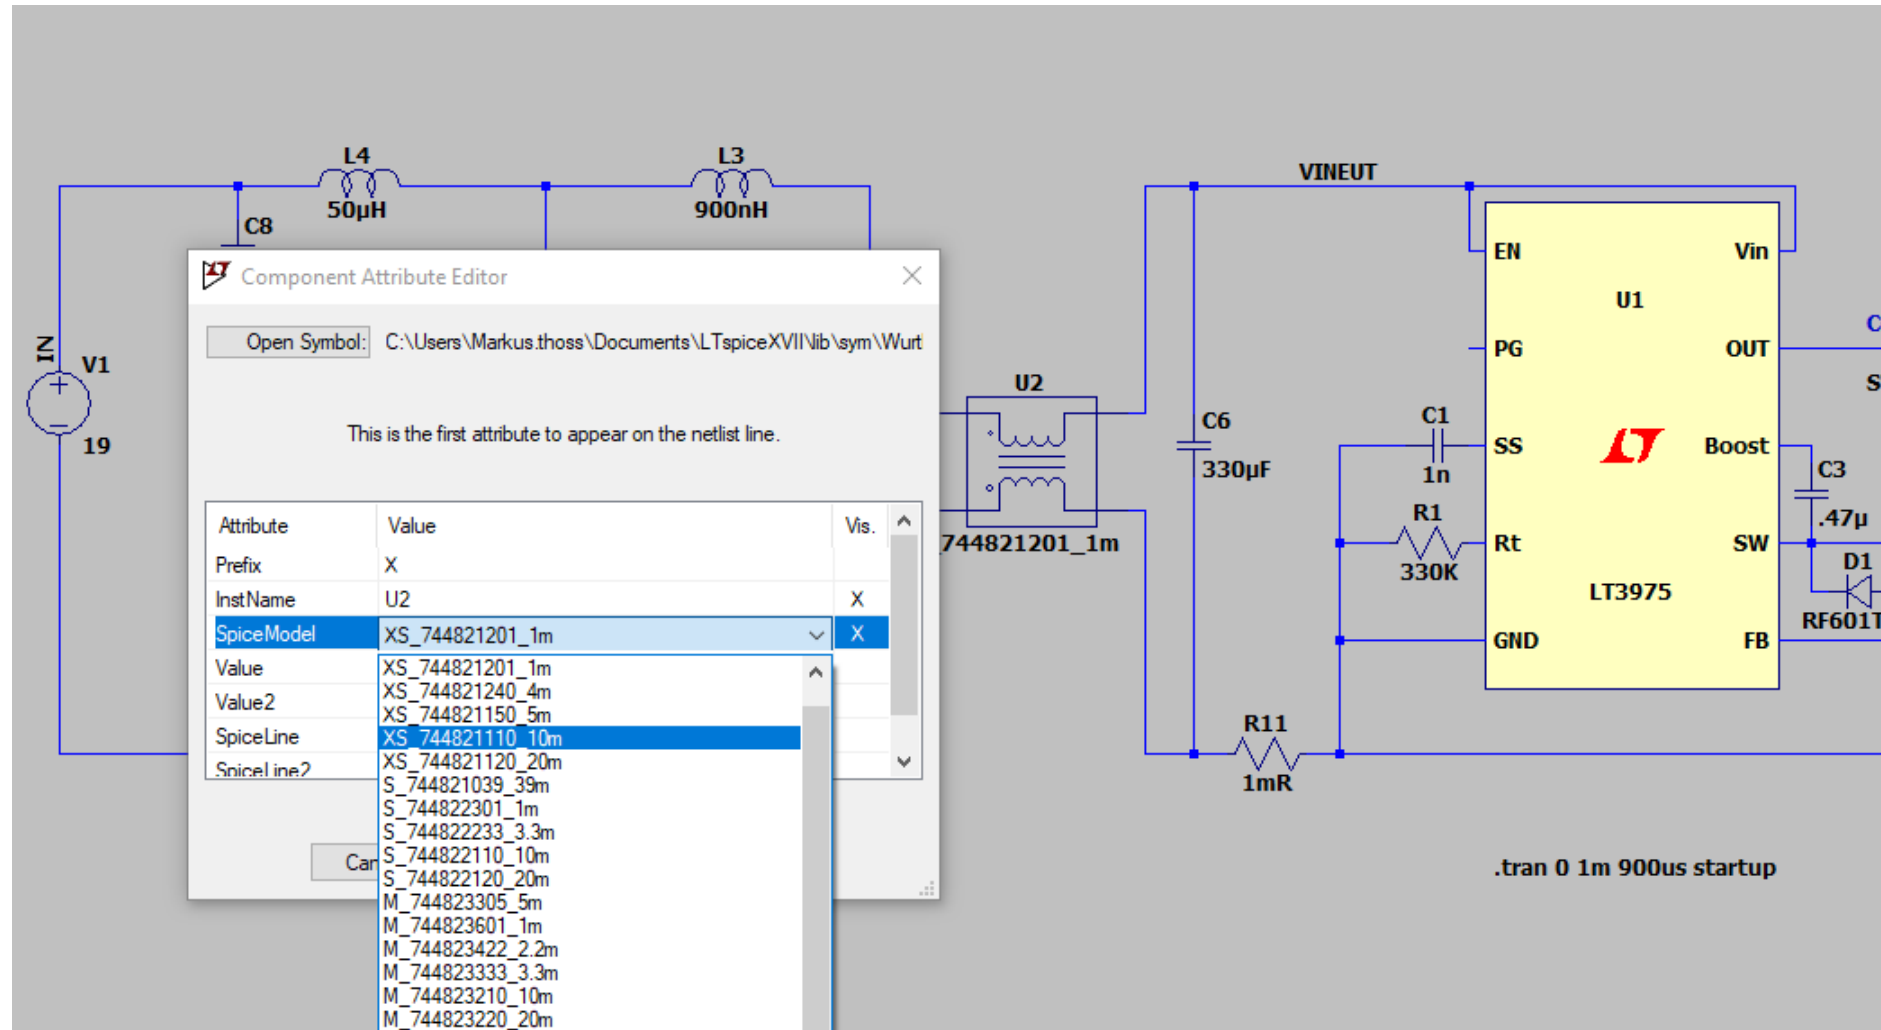 L4
L3
50µH
900nH
C8
VINEUT
IN
V1
19
Component Attribute Editor
Open Symbol:
C:\Users\Markus.thoss\Documents\LTspiceXVII\lib\sym\Wurt
This is the first attribute to appear on the netlist line.
Attribute Value Vis.
Prefix X
InstName U2 X
SpiceModel XS_744821201_1m X
Value
Value2
SpiceLine
SpiceLine2
XS_744821201_1m
XS_744821240_4m
XS_744821150_5m
XS_744821110_10m
XS_744821120_20m
S_744821039_39m
S_744822301_1m
S_744822233_3.3m
S_744822110_10m
S_744822120_20m
M_744823305_5m
M_744823601_1m
M_744823422_2.2m
M_744823333_3.3m
M_744823210_10m
M_744823220_20m
Can
U2
744821201_1m
C6
330µF
R11
1mR
C1
1n
R1
330K
EN Vin
U1
PG OUT
SS Boost
Rt SW
LT3975
GND FB
C
S
C3
.47µ
D1
RF601T
.tran 0 1m 900us startup